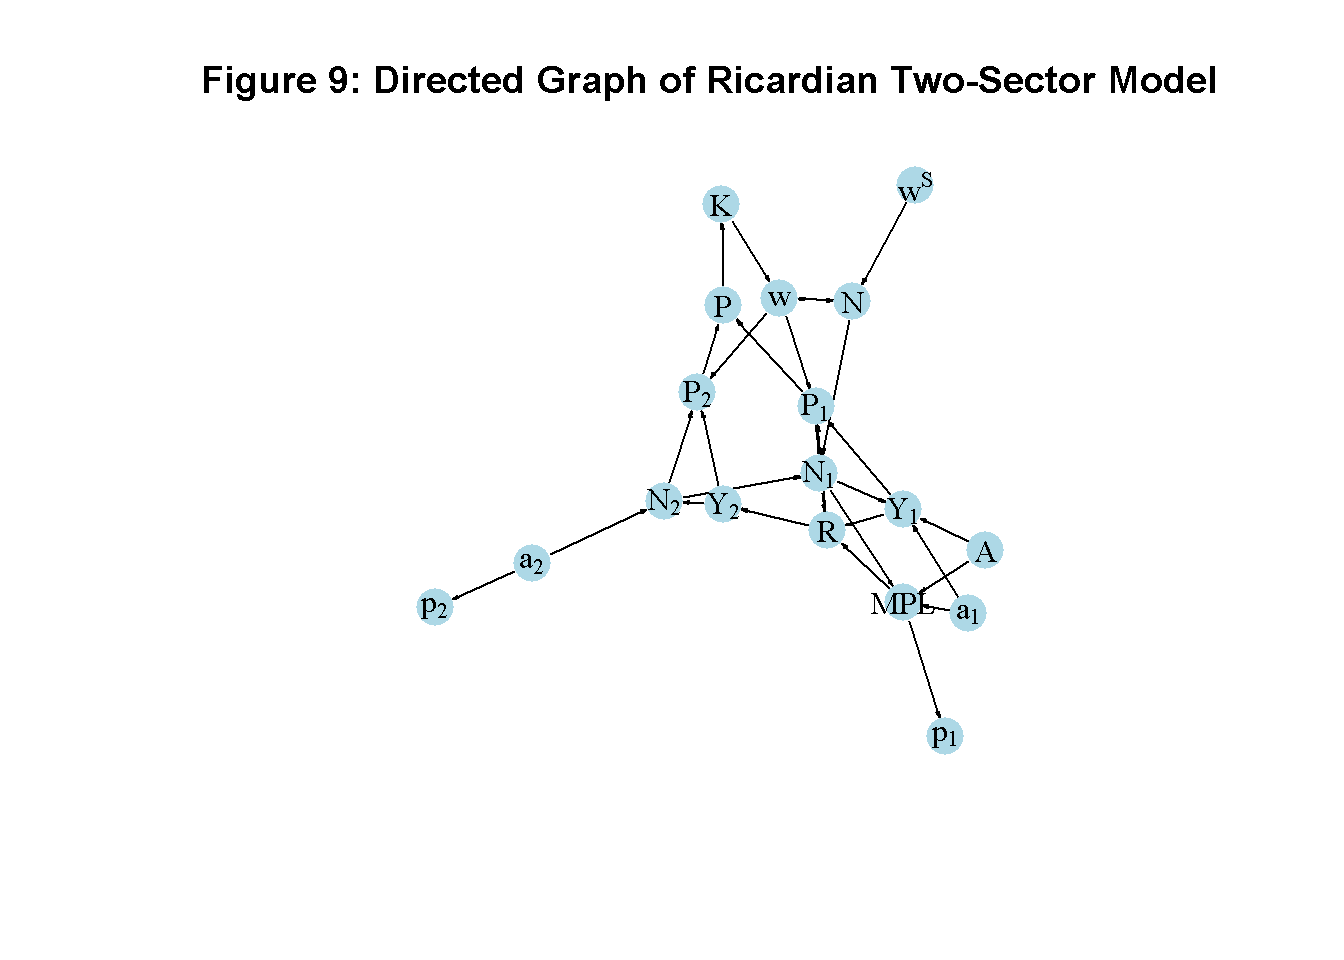 Figure 9: Directed Graph of Ricardian Two-Sector Model
w^S
K
P
w
N
P_2
P_1
N_1
N_2
Y_2
Y_1
R
A
a_2
p_2
MPL
a_1
p_1